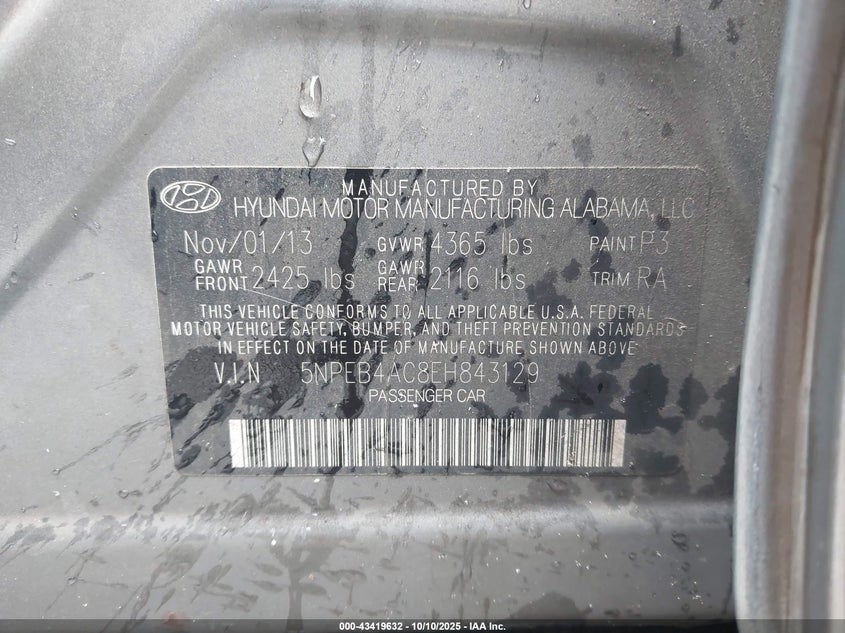 MANUFACTURED BY
HYUNDAI MOTOR MANUFACTURING ALABAMA, LLC
Nov/01/13 GVWR 4365 lbs PAINT P3
GAWR FRONT 2425 lbs GAWR REAR 2116 lbs TRIM RA
THIS VEHICLE CONFORMS TO ALL APPLICABLE U.S.A. FEDERAL
MOTOR VEHICLE SAFETY, BUMPER, AND THEFT PREVENTION STANDARDS
IN EFFECT ON THE DATE OF MANUFACTURE SHOWN ABOVE
V.I.N 5NPEB4AC8EH843129
PASSENGER CAR
000-43419632 - 10/10/2025 - IAA Inc.